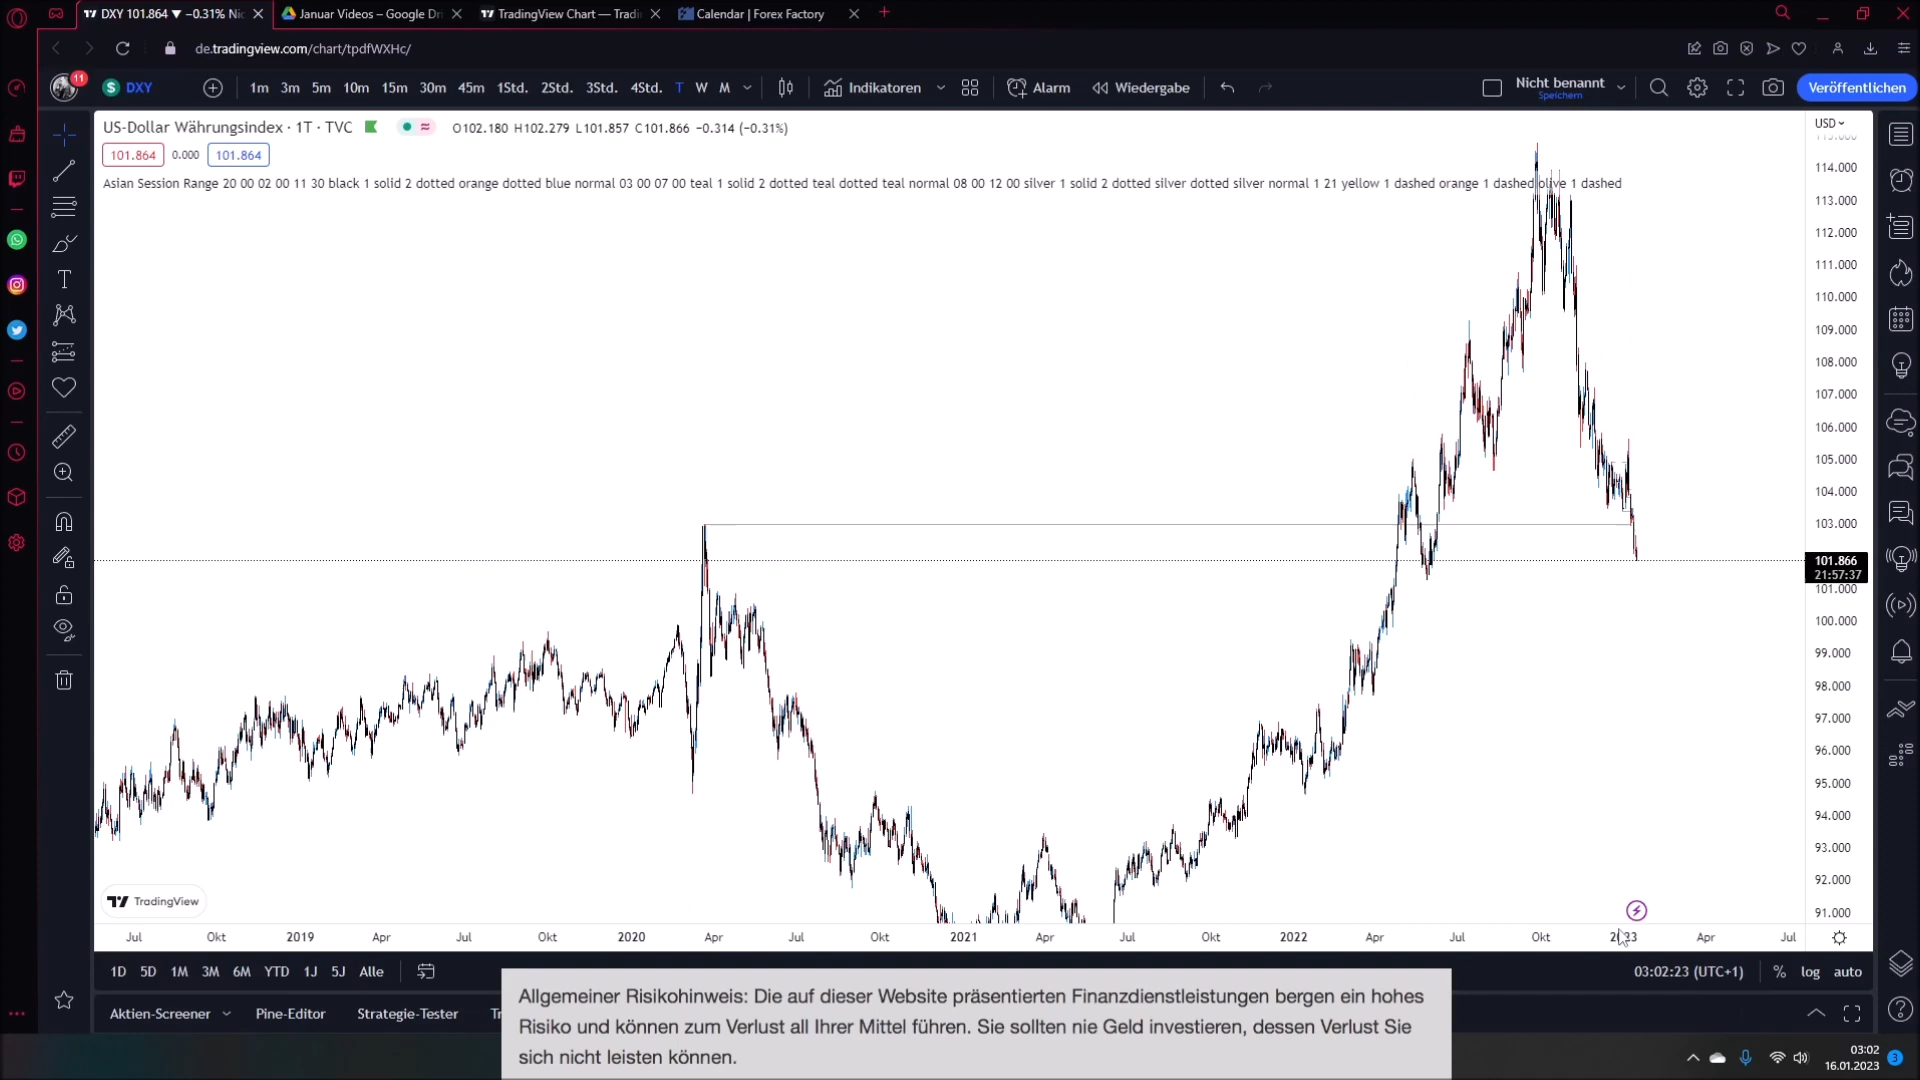 DXY 101.864 ▼ −0.31% Ni
Januar Videos – Google Dri
TradingView Chart — Tradi
Calendar | Forex Factory
de.tradingview.com/chart/tpdfWXHc/
11
S DXY
1m 3m 5m 10m 15m 30m 45m 1Std. 2Std. 3Std. 4Std. T W M
Indikatoren
Alarm
Wiedergabe
Nicht benannt
Speichern
Veröffentlichen
US-Dollar Währungsindex · 1T · TVC
O102.180 H102.279 L101.857 C101.866 −0.314 (−0.31%)
USD
101.864 0.000 101.864
Asian Session Range 20 00 02 00 11 30 black 1 solid 2 dotted orange dotted blue normal 03 00 07 00 teal 1 solid 2 dotted teal dotted teal normal 08 00 12 00 silver 1 solid 2 dotted silver dotted silver normal 1 21 yellow 1 dashed orange 1 dashed olive 1 dashed
114.000
113.000
112.000
111.000
110.000
109.000
108.000
107.000
106.000
105.000
104.000
103.000
101.866
21:57:37
101.000
100.000
99.000
98.000
97.000
96.000
95.000
94.000
93.000
92.000
91.000
TradingView
Jul Okt 2019 Apr Jul Okt 2020 Apr Jul Okt 2021 Apr Jul Okt 2022 Apr Jul Okt 2023 Apr Jul
1D 5D 1M 3M 6M YTD 1J 5J Alle
03:02:23 (UTC+1) % log auto
Aktien-Screener Pine-Editor Strategie-Tester
Allgemeiner Risikohinweis: Die auf dieser Website präsentierten Finanzdienstleistungen bergen ein hohes
Risiko und können zum Verlust all Ihrer Mittel führen. Sie sollten nie Geld investieren, dessen Verlust Sie
sich nicht leisten können.
03:02
16.01.2023
3